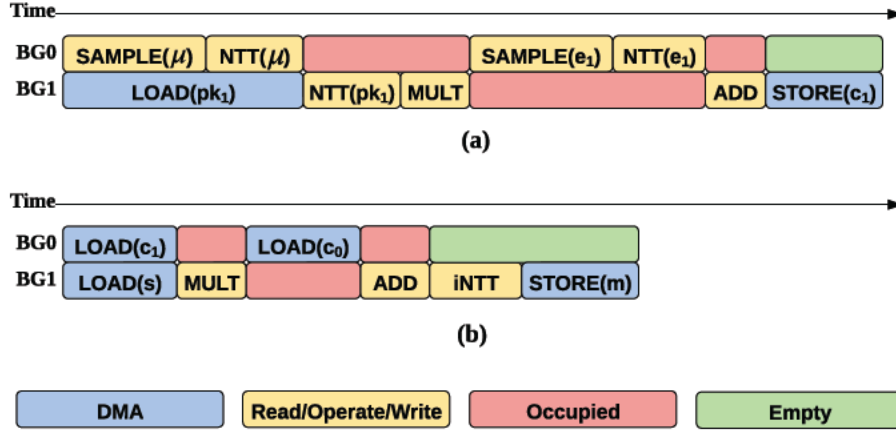 Time
BG0 SAMPLE(μ) NTT(μ) SAMPLE(e₁) NTT(e₁)
BG1 LOAD(pk₁) NTT(pk₁) MULT ADD STORE(c₁)
(a)
Time
BG0 LOAD(c₁) LOAD(c₀)
BG1 LOAD(s) MULT ADD iNTT STORE(m)
(b)
DMA Read/Operate/Write Occupied Empty